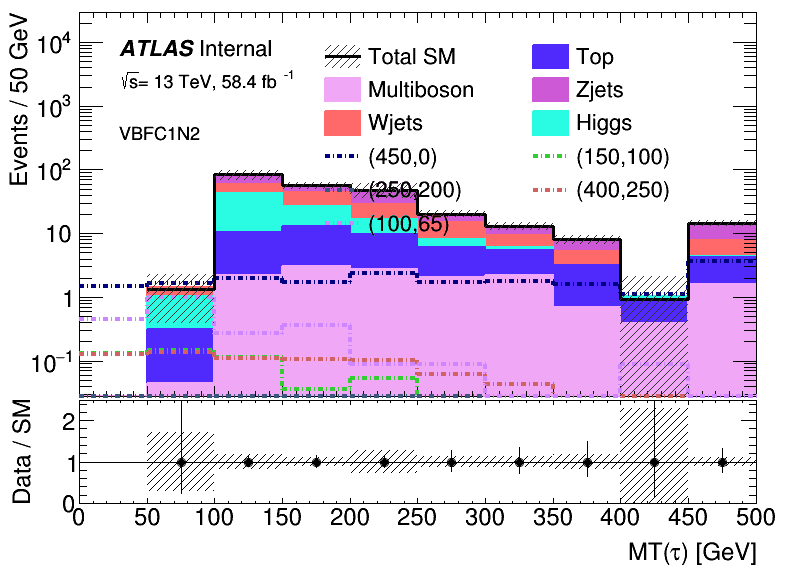 ATLAS Internal
√s= 13 TeV, 58.4 fb⁻¹
VBFC1N2
Total SM
Top
Multiboson
Zjets
Wjets
Higgs
(450,0)
(150,100)
(250,200)
(400,250)
(100,65)
Events / 50 GeV
10⁴
10³
10²
10
1
10⁻¹
Data / SM
2
1
0
0 50 100 150 200 250 300 350 400 450 500
MT(τ) [GeV]